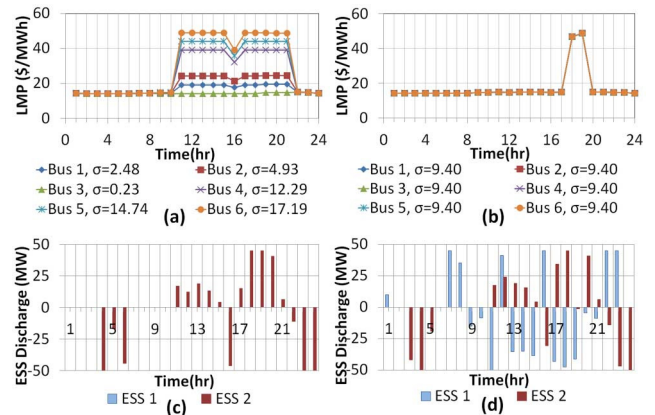 (a)
60
40
20
0
LMP ($/MWh)
0 4 8 12 16 20 24
Time(hr)
Bus 1, σ=2.48 Bus 2, σ=4.93
Bus 3, σ=0.23 Bus 4, σ=12.29
Bus 5, σ=14.74 Bus 6, σ=17.19
(a)
(b)
60
40
20
0
LMP ($/MWh)
0 4 8 12 16 20 24
Time(hr)
Bus 1, σ=9.40 Bus 2, σ=9.40
Bus 3, σ=9.40 Bus 4, σ=9.40
Bus 5, σ=9.40 Bus 6, σ=9.40
(b)
(c)
50
25
0
-25
-50
ESS Discharge (MW)
1 5 9 13 17 21
Time(hr)
ESS 1 ESS 2
(c)
(d)
50
25
0
-25
-50
ESS Discharge (MW)
1 5 9 13 17 21
Time(hr)
ESS 1 ESS 2
(d)